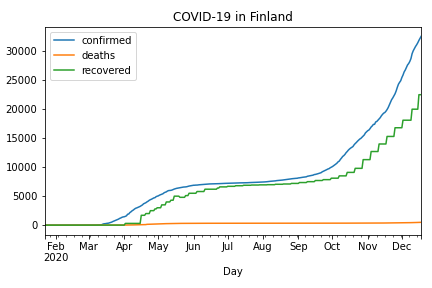 COVID-19 in Finland
confirmed
deaths
recovered
30000
25000
20000
15000
10000
5000
0
Feb Mar Apr May Jun Jul Aug Sep Oct Nov Dec
2020
Day